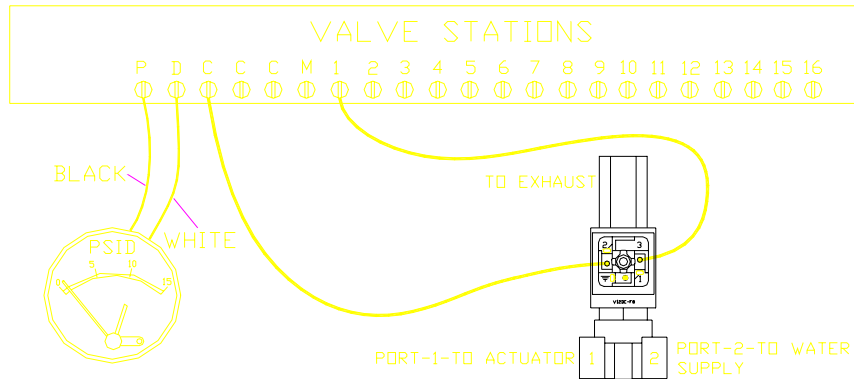 VALVE STATIONS
P D C C C M 1 2 3 4 5 6 7 8 9 10 11 12 13 14 15 16
BLACK
WHITE
TO EXHAUST
PSID
0 5 10 15
2 3
1
PORT-1-TO ACTUATOR
1 2
PORT-2-TO WATER
SUPPLY